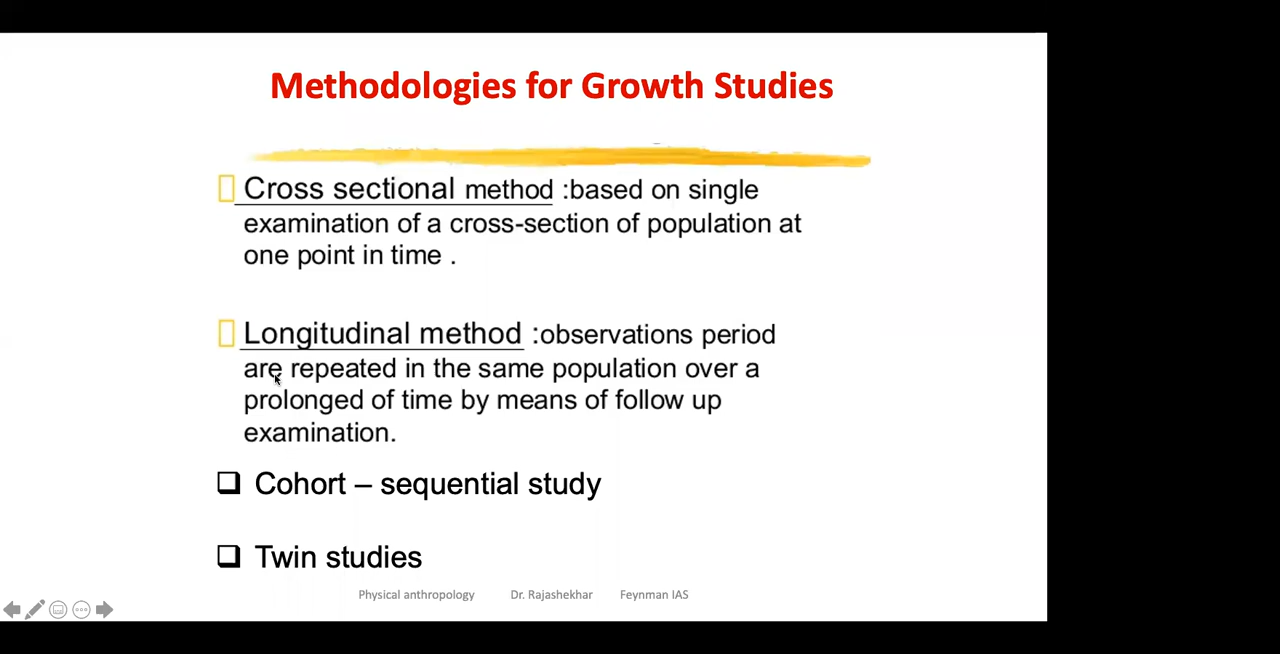 Methodologies for Growth Studies
Cross sectional method :based on single
examination of a cross-section of population at
one point in time .
Longitudinal method :observations period
are repeated in the same population over a
prolonged of time by means of follow up
examination.
Cohort – sequential study
Twin studies
Physical anthropology Dr. Rajashekhar Feynman IAS